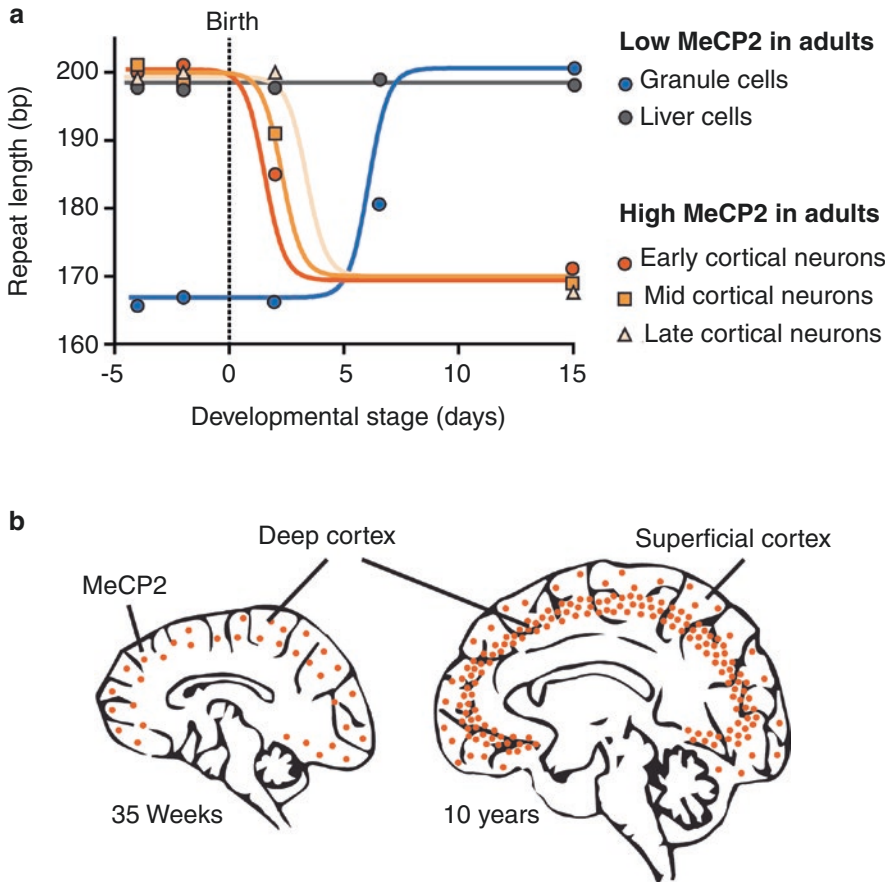 a
Birth
Repeat length (bp)
200
190
180
170
160
-5
0
5
10
15
Developmental stage (days)
Low MeCP2 in adults
Granule cells
Liver cells
High MeCP2 in adults
Early cortical neurons
Mid cortical neurons
Late cortical neurons
b
Deep cortex
Superficial cortex
MeCP2
35 Weeks
10 years